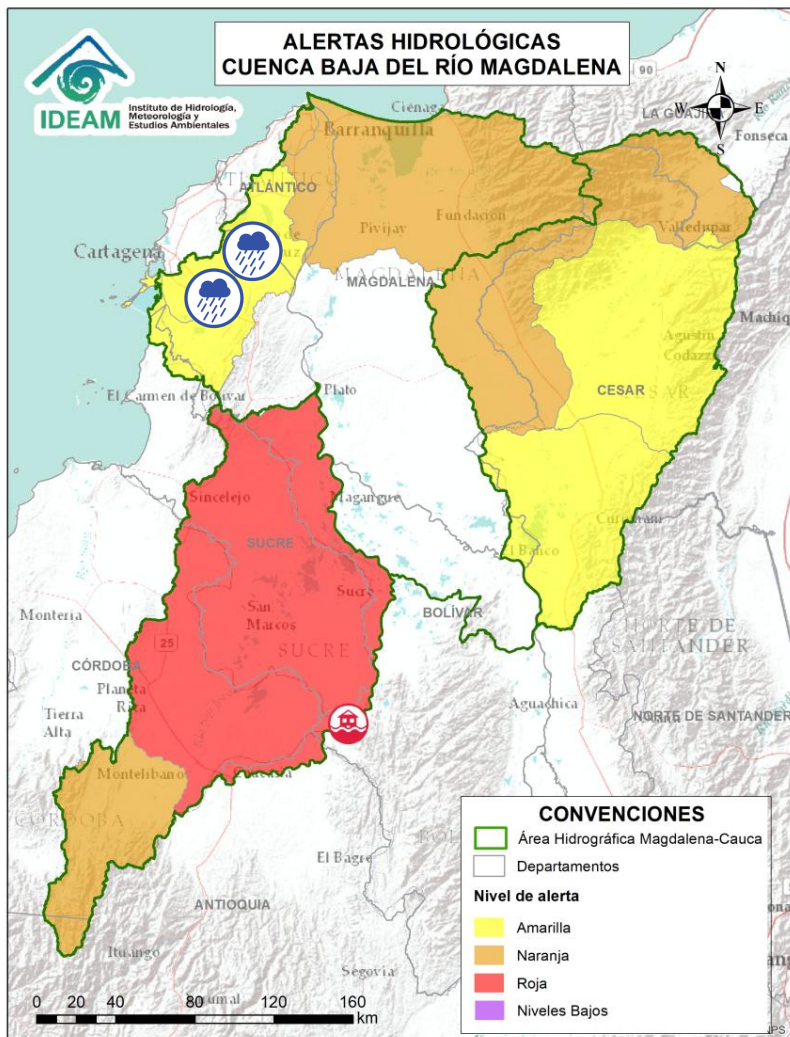 ALERTAS HIDROLÓGICAS
CUENCA BAJA DEL RÍO MAGDALENA
IDEAM
Instituto de Hidrología,
Meteorología y
Estudios Ambientales
90
N
W
E
S
Cienaga
LA GUAJIRA
Fonseca
Barranquilla
ATLÁNTICO
Pivijay
Fundacion
Valledupar
Cartagena
MAGDALENA
MAGDALENA
Agustin
Codazzi
CESAR
El Carmen de Bolívar
Plato
Sincelejo
Magangue
SUCRE
El Banco
Sucre
San
Marcos
BOLÍVAR
Monteria
SUCRE
NORTE DE
SANTANDER
25
CÓRDOBA
Planeta
Rica
Tierra
Alta
Aguachica
NORTE DE SANTANDER
Montelibano
CORDOBA
El Bagre
ANTIOQUIA
Ituango
Segovia
CONVENCIONES
Área Hidrográfica Magdalena-Cauca
Departamentos
Nivel de alerta
Amarilla
Naranja
Roja
Niveles Bajos
0 20 40 80 120 160
km